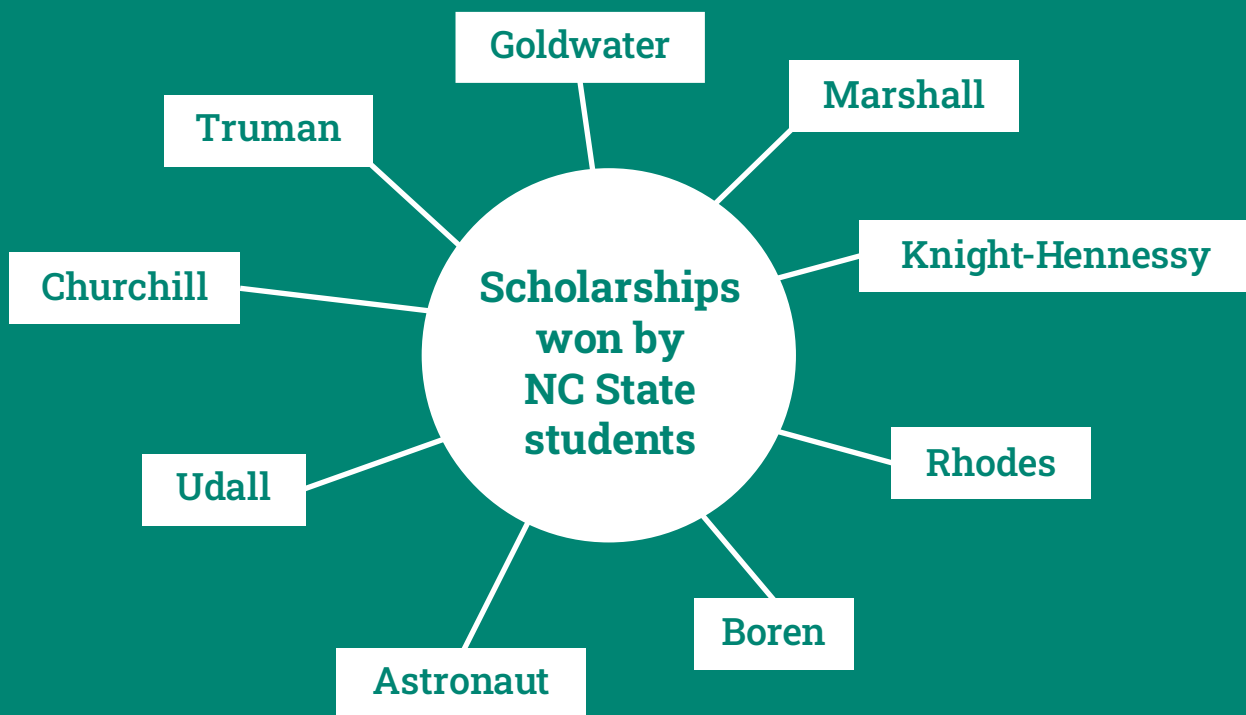 Goldwater
Marshall
Truman
Knight-Hennessy
Churchill
Scholarships
won by
NC State
students
Rhodes
Udall
Boren
Astronaut